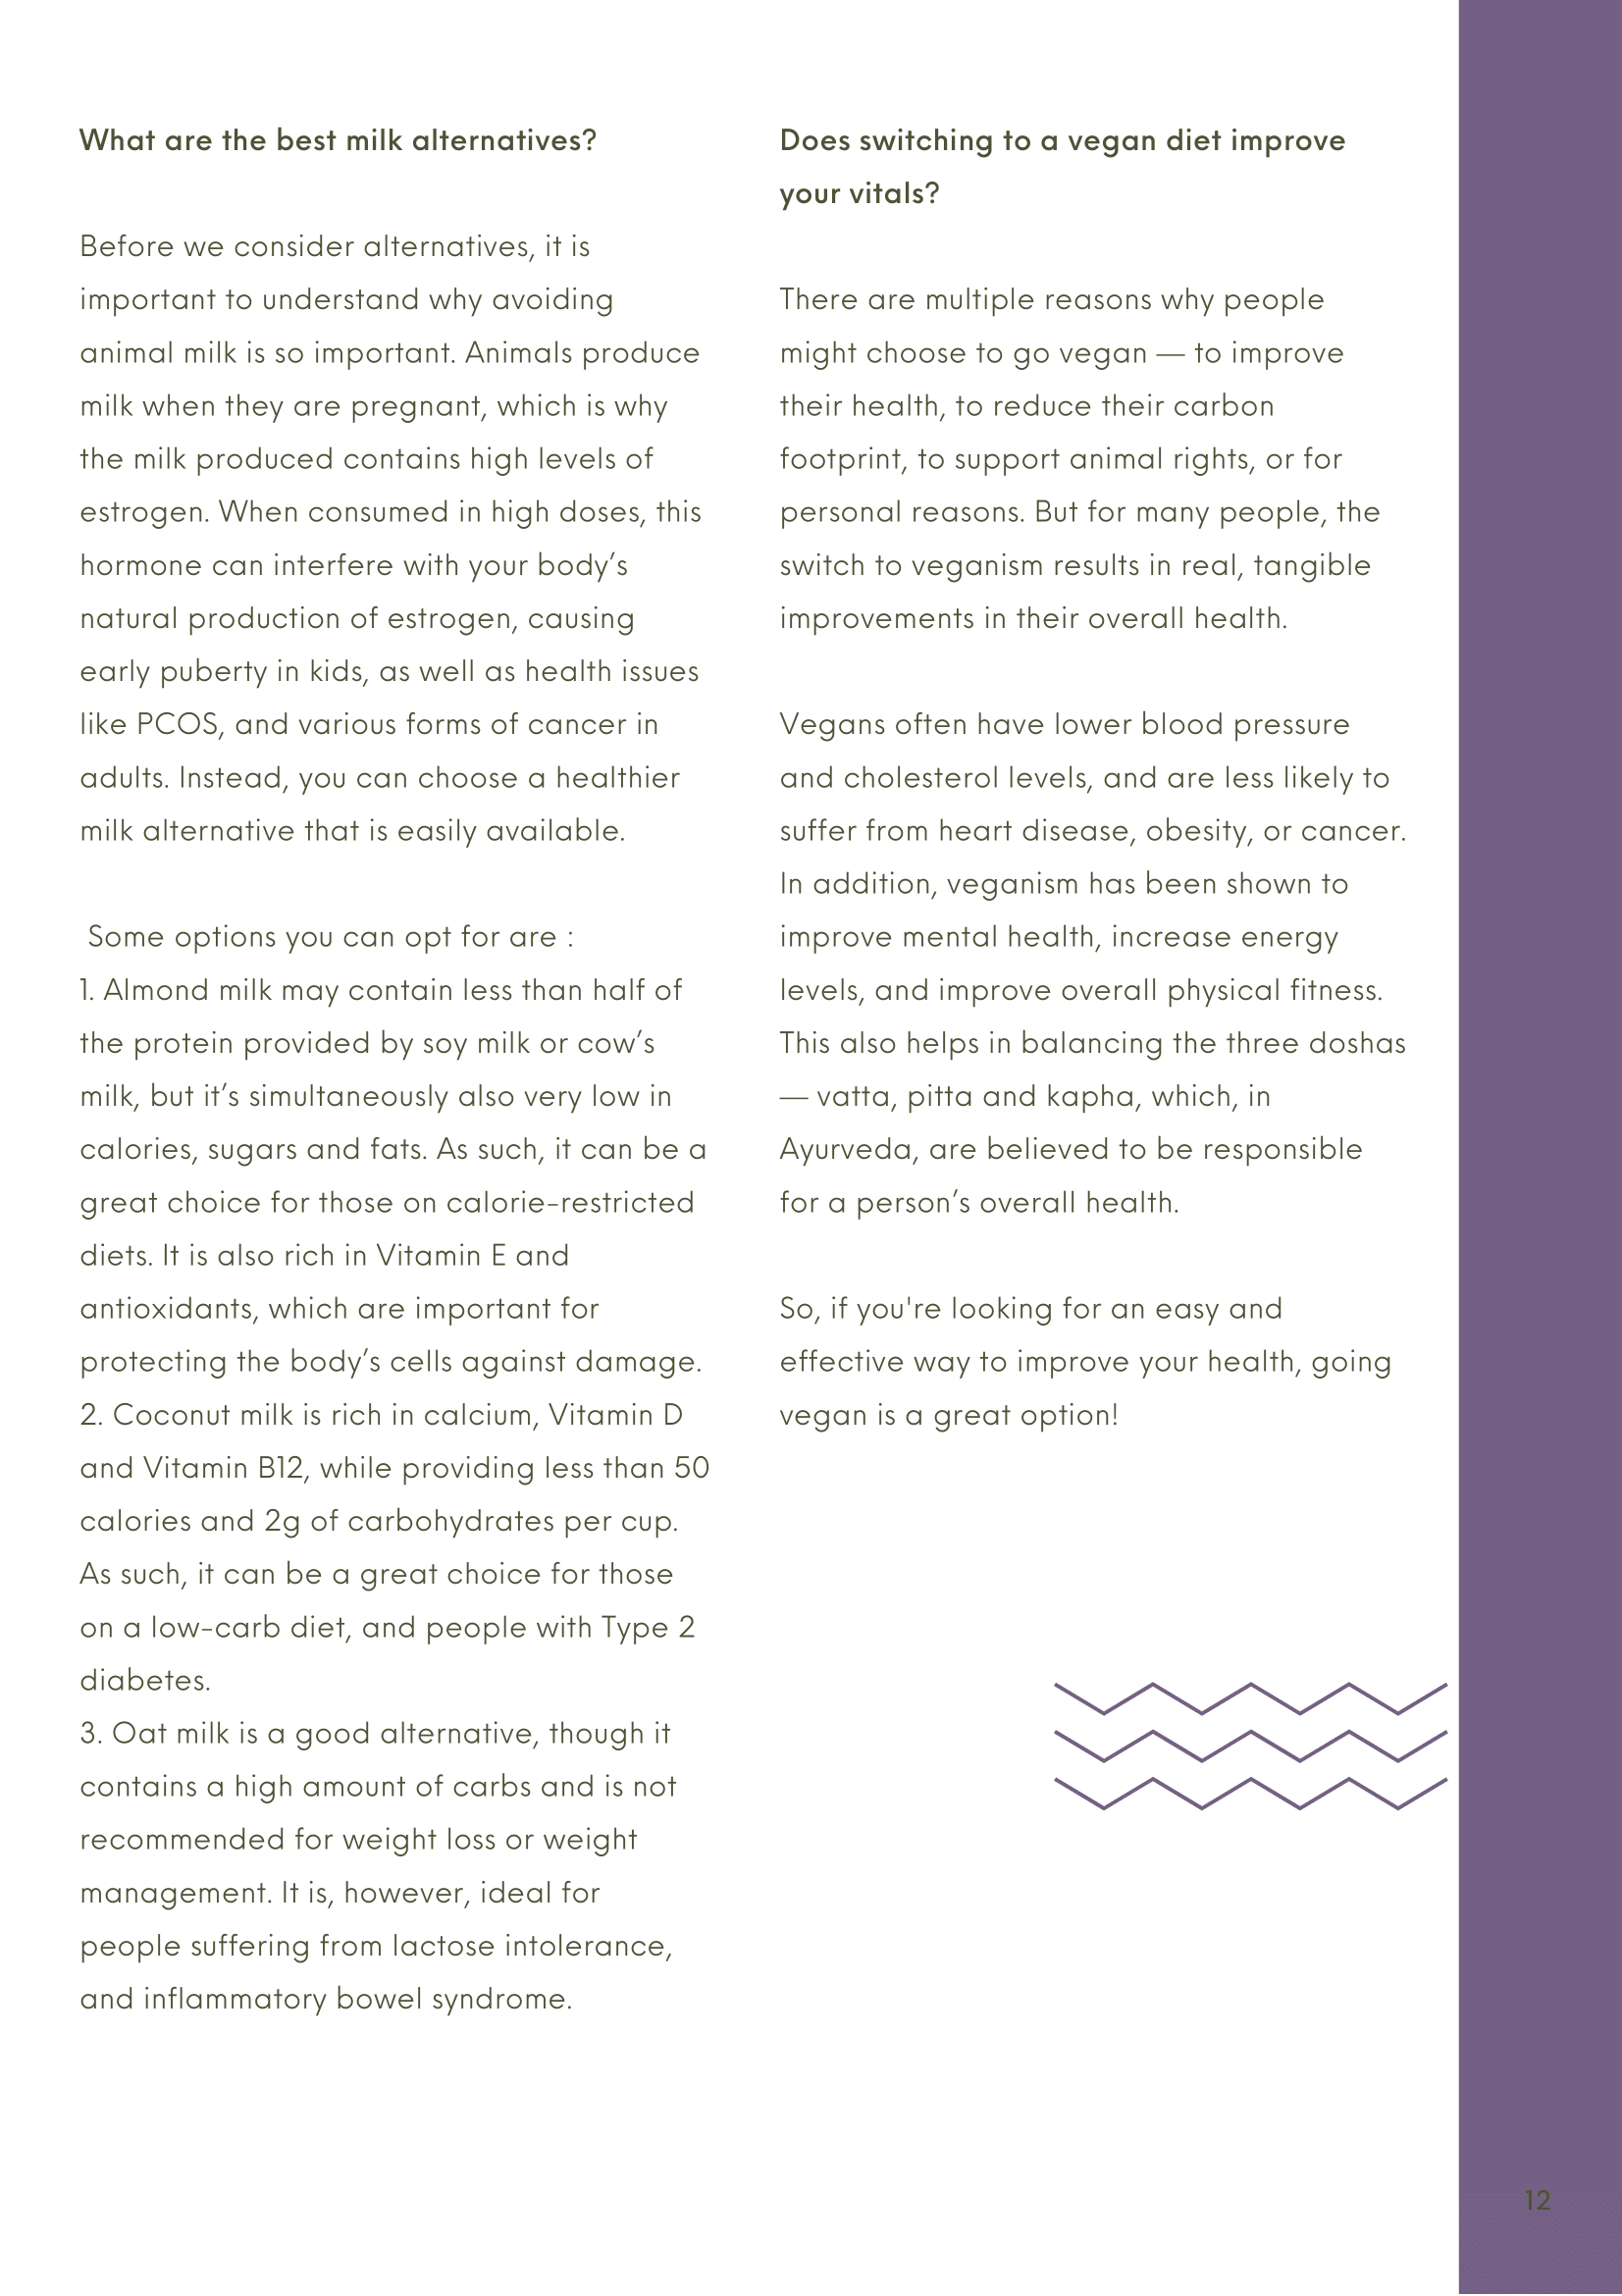 What are the best milk alternatives?
Before we consider alternatives, it is
important to understand why avoiding
animal milk is so important. Animals produce
milk when they are pregnant, which is why
the milk produced contains high levels of
estrogen. When consumed in high doses, this
hormone can interfere with your body’s
natural production of estrogen, causing
early puberty in kids, as well as health issues
like PCOS, and various forms of cancer in
adults. Instead, you can choose a healthier
milk alternative that is easily available.
Some options you can opt for are :
1. Almond milk may contain less than half of
the protein provided by soy milk or cow’s
milk, but it’s simultaneously also very low in
calories, sugars and fats. As such, it can be a
great choice for those on calorie-restricted
diets. It is also rich in Vitamin E and
antioxidants, which are important for
protecting the body’s cells against damage.
2. Coconut milk is rich in calcium, Vitamin D
and Vitamin B12, while providing less than 50
calories and 2g of carbohydrates per cup.
As such, it can be a great choice for those
on a low-carb diet, and people with Type 2
diabetes.
3. Oat milk is a good alternative, though it
contains a high amount of carbs and is not
recommended for weight loss or weight
management. It is, however, ideal for
people suffering from lactose intolerance,
and inflammatory bowel syndrome.
Does switching to a vegan diet improve
your vitals?
There are multiple reasons why people
might choose to go vegan — to improve
their health, to reduce their carbon
footprint, to support animal rights, or for
personal reasons. But for many people, the
switch to veganism results in real, tangible
improvements in their overall health.
Vegans often have lower blood pressure
and cholesterol levels, and are less likely to
suffer from heart disease, obesity, or cancer.
In addition, veganism has been shown to
improve mental health, increase energy
levels, and improve overall physical fitness.
This also helps in balancing the three doshas
— vatta, pitta and kapha, which, in
Ayurveda, are believed to be responsible
for a person’s overall health.
So, if you're looking for an easy and
effective way to improve your health, going
vegan is a great option!
12